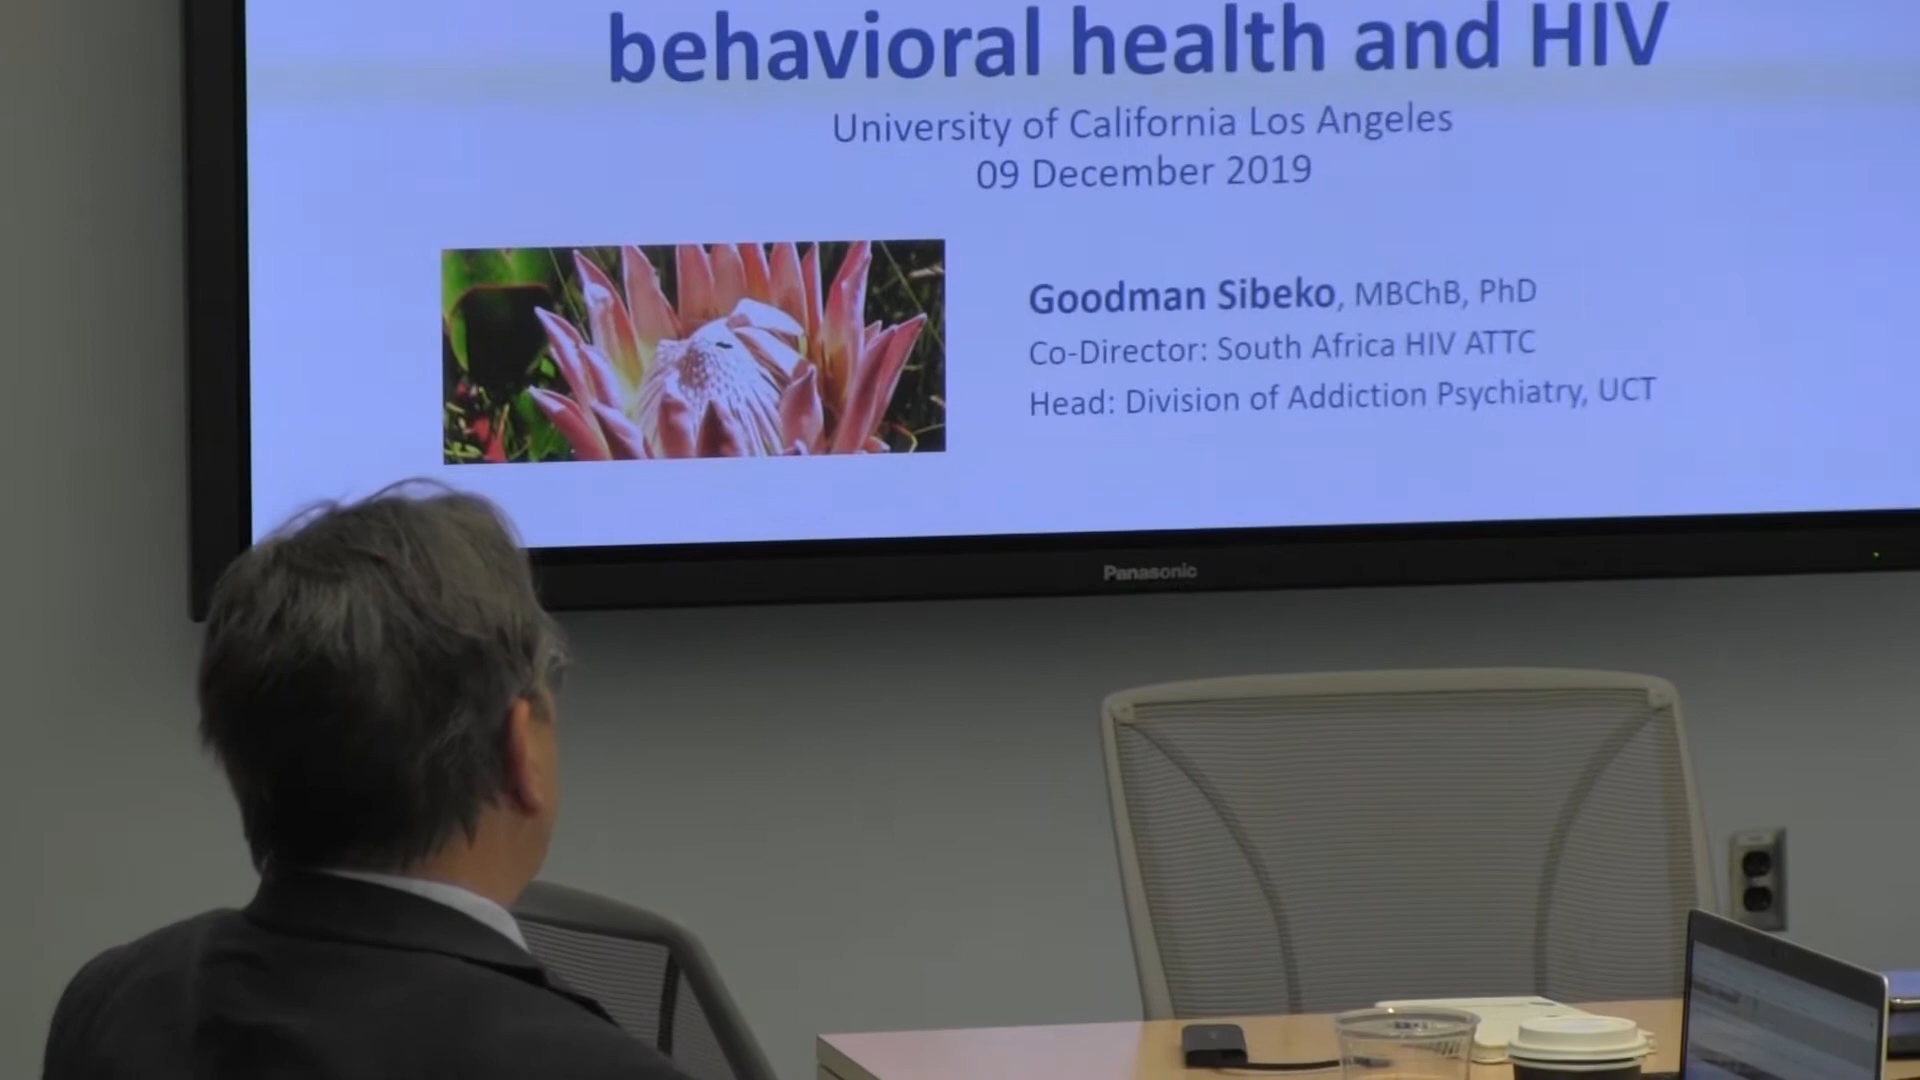 behavioral health and HIV
University of California Los Angeles
09 December 2019
Goodman Sibeko, MBChB, PhD
Co-Director: South Africa HIV ATTC
Head: Division of Addiction Psychiatry, UCT
Panasonic